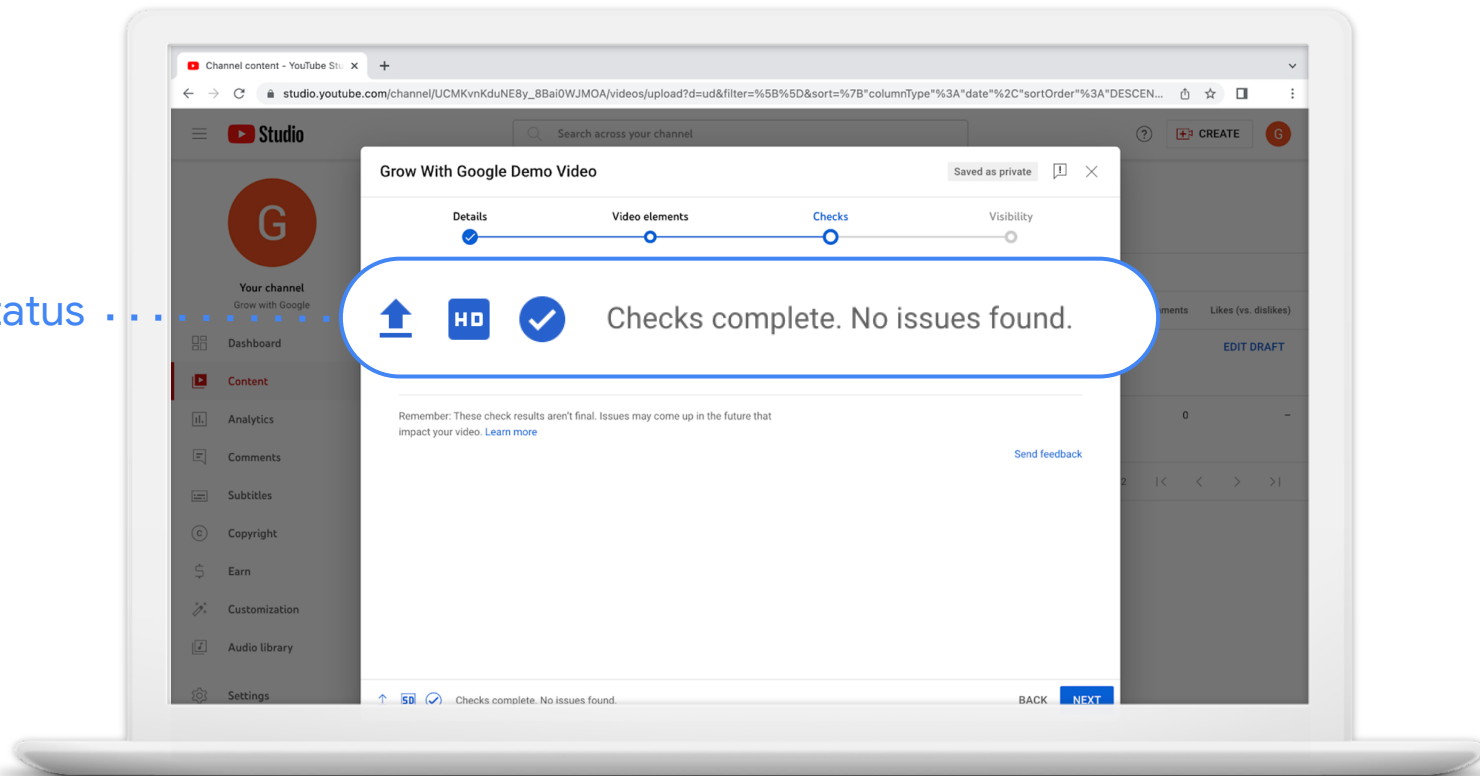 Channel content - YouTube Stu
studio.youtube.com/channel/UCMKvnKduNE8y_8Bai0WJMOA/videos/upload?d=ud&filter=%5B%5D&sort=%7B"columnType"%3A"date"%2C"sortOrder"%3A"DESCEN...
Studio
Search across your channel
CREATE
G
Grow With Google Demo Video
Saved as private
Details
Video elements
Checks
Visibility
G
Your channel
Grow with Google
atus
HD
Checks complete. No issues found.
ments
Likes (vs. dislikes)
Dashboard
EDIT DRAFT
Content
Remember: These check results aren't final. Issues may come up in the future that
impact your video. Learn more
0
–
Analytics
Send feedback
Comments
2
Subtitles
Copyright
Earn
Customization
Audio library
Settings
SD
Checks complete. No issues found.
BACK
NEXT